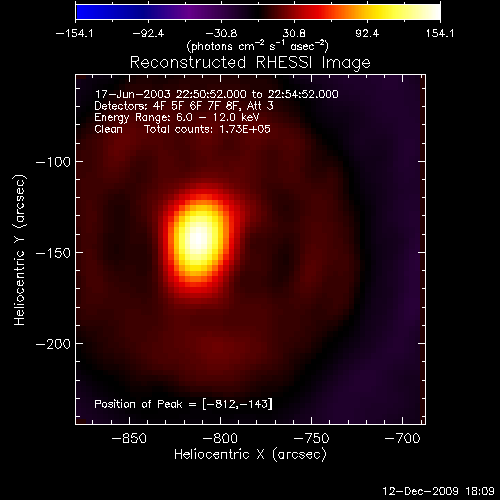 −154.1 −92.4 −30.8 30.8 92.4 154.1
(photons cm⁻² s⁻¹ asec⁻²)
Reconstructed RHESSI Image
17-Jun-2003 22:50:52.000 to 22:54:52.000
Detectors: 4F 5F 6F 7F 8F, Att 3
Energy Range: 6.0 − 12.0 keV
Clean Total counts: 1.73E+05
−100
−150
−200
Heliocentric Y (arcsec)
Position of Peak = [−812,−143]
−850 −800 −750 −700
Heliocentric X (arcsec)
12-Dec-2009 18:09